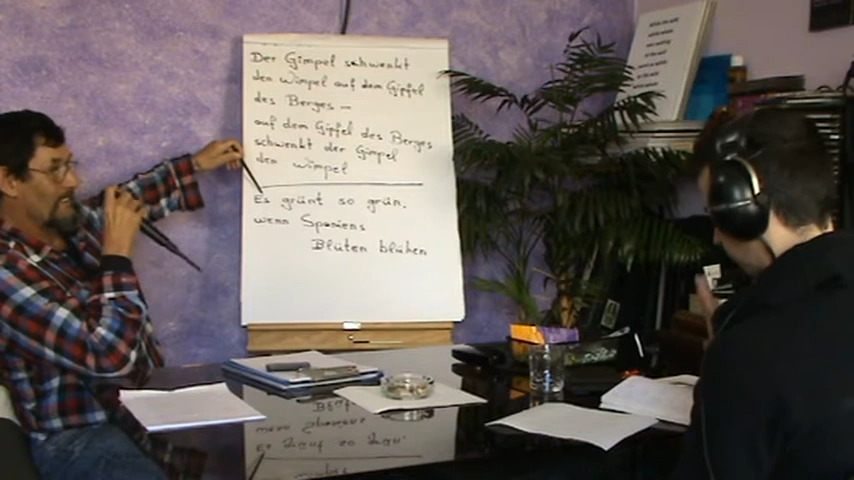 Der Gimpel schwenkt
den Wimpel auf dem Gipfel
des Berges —
auf dem Gipfel des Berges
schwenkt der Gimpel
den Wimpel
Es grünt so grün,
wenn Spaniens
Blüten blühen